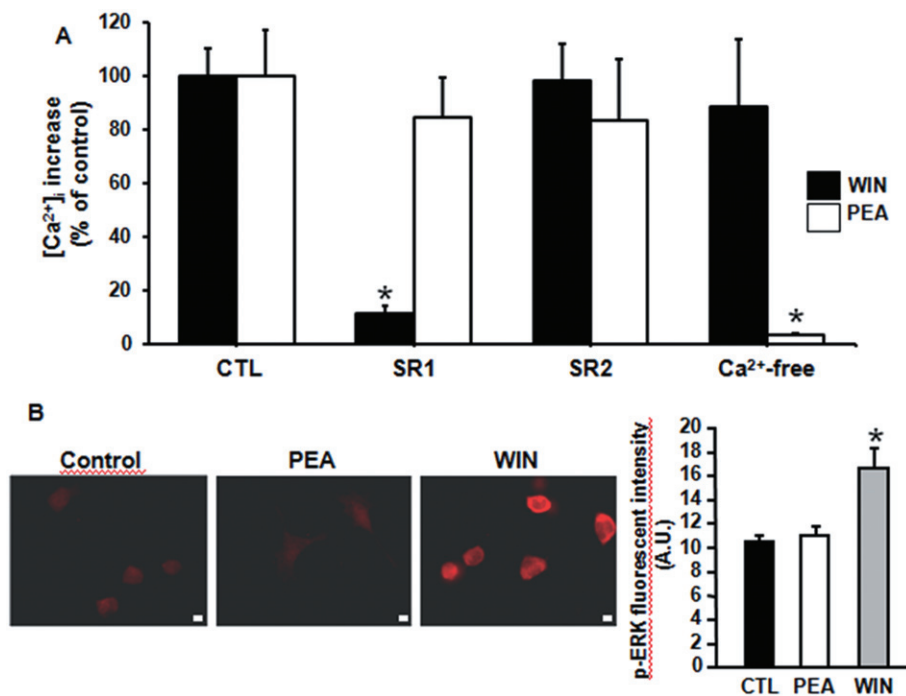 A
[Ca²⁺]ᵢ increase
(% of control)
120
100
80
60
40
20
0
*
*
WIN
PEA
CTL
SR1
SR2
Ca²⁺-free
B
Control
PEA
WIN
p-ERK fluorescent intensity
(A.U.)
20
18
16
14
12
10
8
6
4
2
0
*
CTL
PEA
WIN